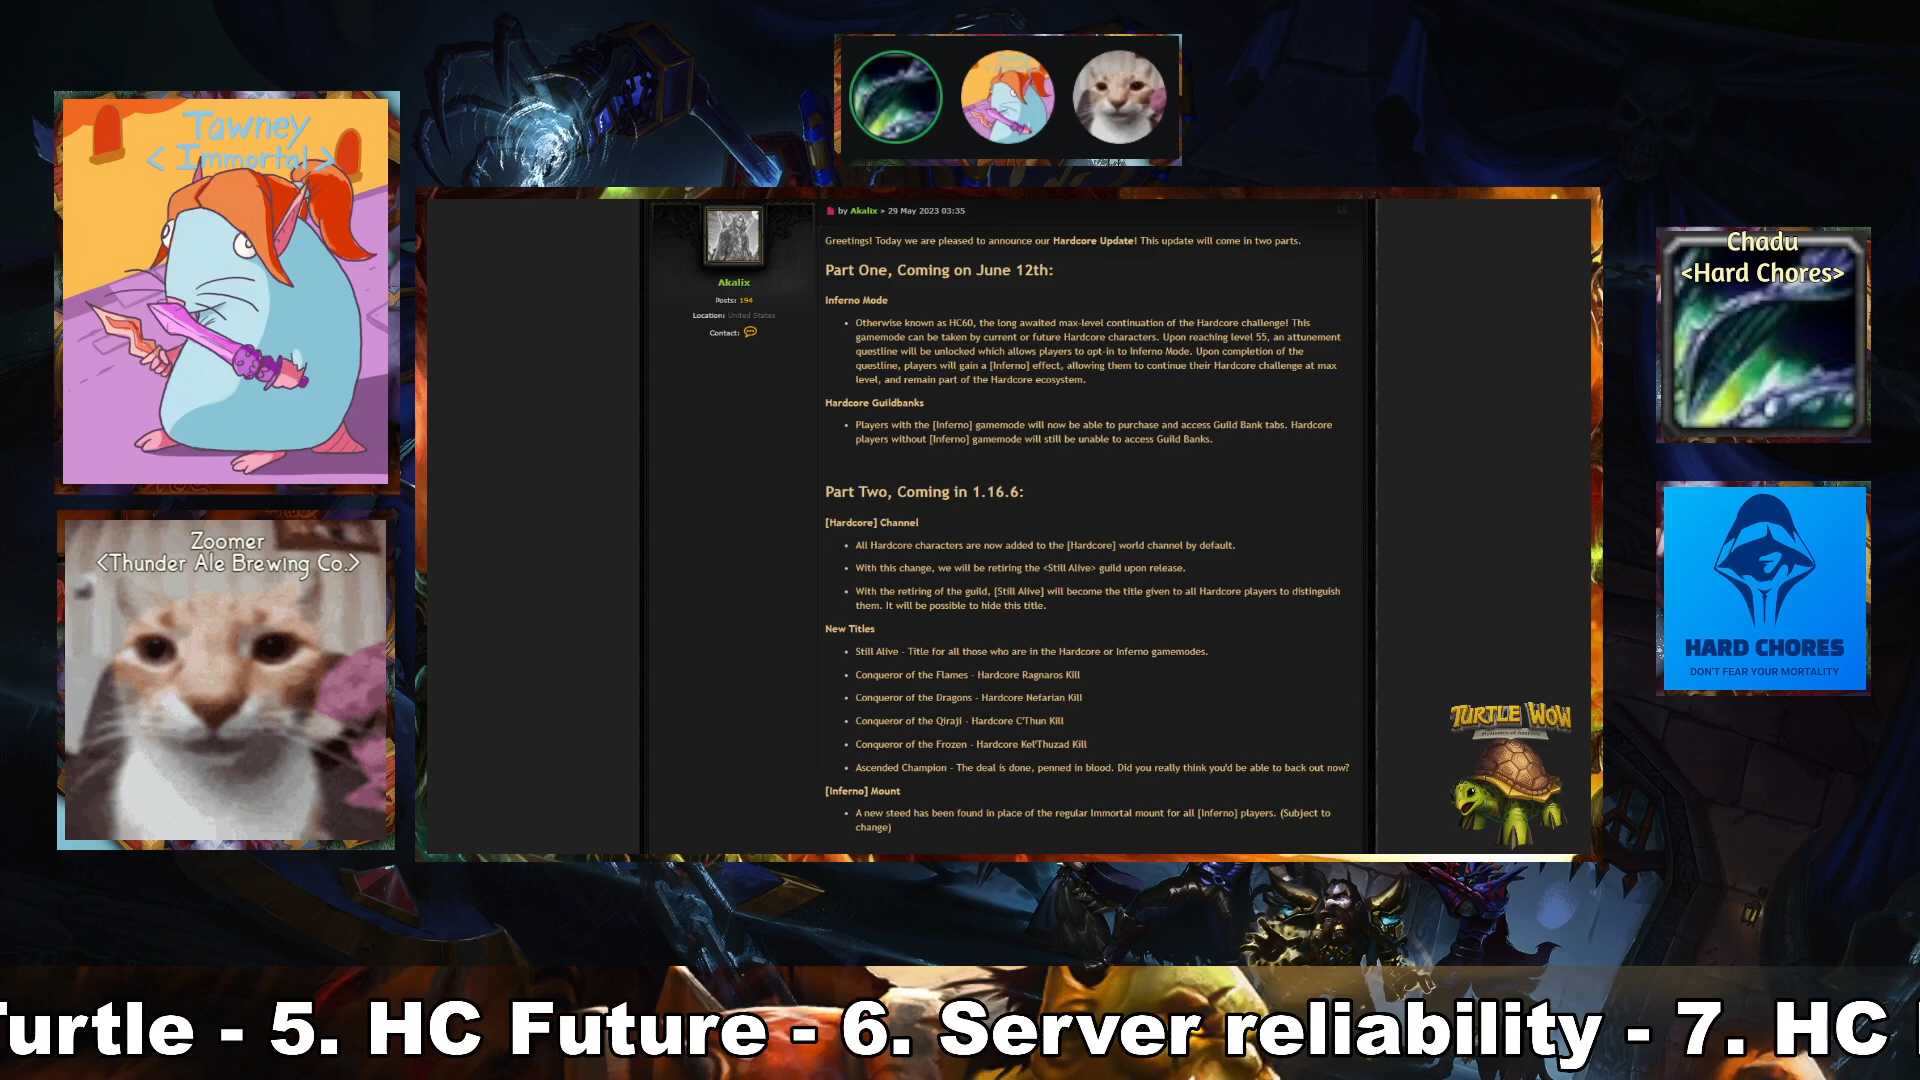 Tawney
< Immortal >
Zoomer
<Thunder Ale Brewing Co.>
Akalix
Posts: 194
Location: United States
Contact:
by Akalix » 29 May 2023 03:35
Greetings! Today we are pleased to announce our Hardcore Update! This update will come in two parts.
Part One, Coming on June 12th:
Inferno Mode
Otherwise known as HC60, the long awaited max-level continuation of the Hardcore challenge! This
gamemode can be taken by current or future Hardcore characters. Upon reaching level 55, an attunement
questline will be unlocked which allows players to opt-in to Inferno Mode. Upon completion of the
questline, players will gain a [Inferno] effect, allowing them to continue their Hardcore challenge at max
level, and remain part of the Hardcore ecosystem.
Hardcore Guildbanks
Players with the [Inferno] gamemode will now be able to purchase and access Guild Bank tabs. Hardcore
players without [Inferno] gamemode will still be unable to access Guild Banks.
Part Two, Coming in 1.16.6:
[Hardcore] Channel
All Hardcore characters are now added to the [Hardcore] world channel by default.
With this change, we will be retiring the <Still Alive> guild upon release.
With the retiring of the guild, [Still Alive] will become the title given to all Hardcore players to distinguish
them. It will be possible to hide this title.
New Titles
Still Alive - Title for all those who are in the Hardcore or Inferno gamemodes.
Conqueror of the Flames - Hardcore Ragnaros Kill
Conqueror of the Dragons - Hardcore Nefarian Kill
Conqueror of the Qiraji - Hardcore C'Thun Kill
Conqueror of the Frozen - Hardcore Kel'Thuzad Kill
Ascended Champion - The deal is done, penned in blood. Did you really think you'd be able to back out now?
[Inferno] Mount
A new steed has been found in place of the regular Immortal mount for all [Inferno] players. (Subject to
change)
TURTLE WOW
Chadu
<Hard Chores>
HARD CHORES
DON'T FEAR YOUR MORTALITY
Turtle - 5. HC Future - 6. Server reliability - 7. HC